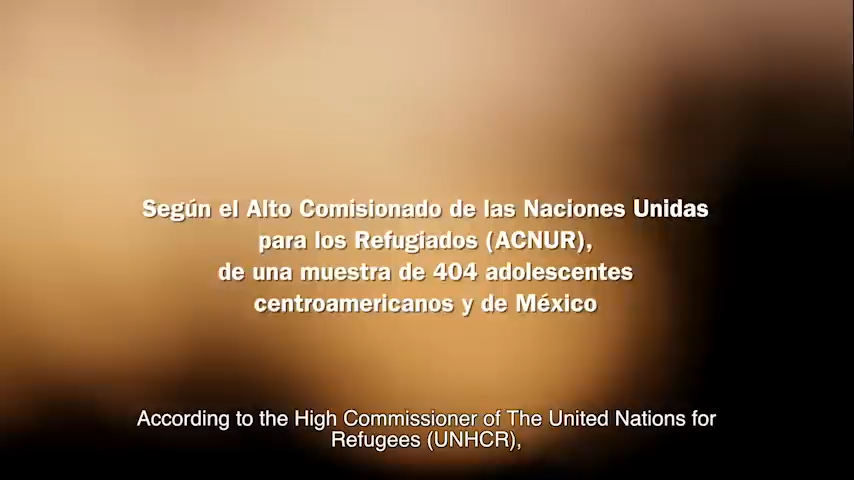 Según el Alto Comisionado de las Naciones Unidas
para los Refugiados (ACNUR),
de una muestra de 404 adolescentes
centroamericanos y de México
According to the High Commissioner of The United Nations for
Refugees (UNHCR),